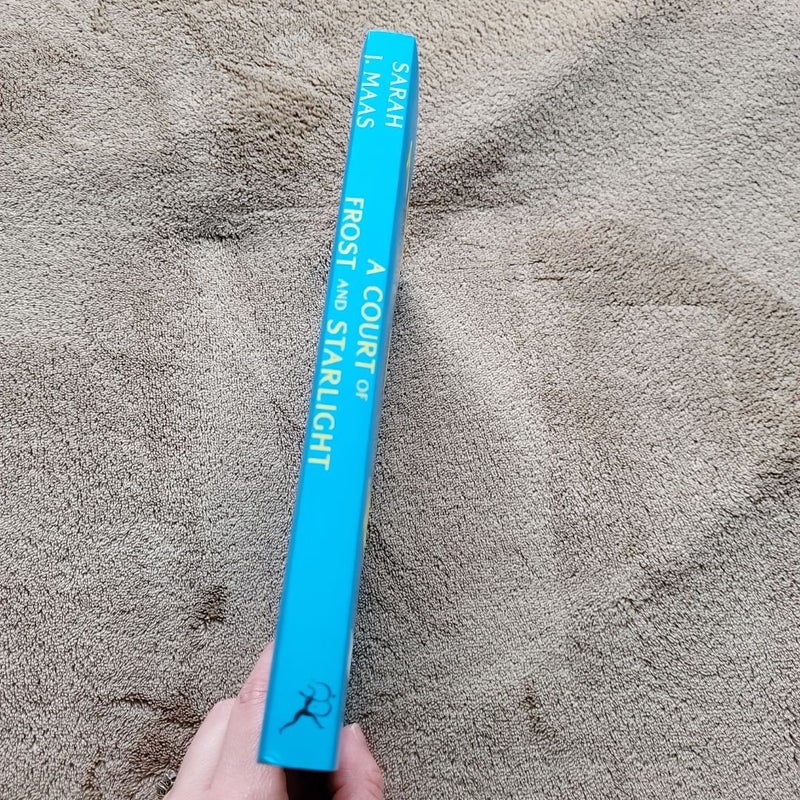 SARAH
J. MAAS
A COURT OF
FROST AND STARLIGHT